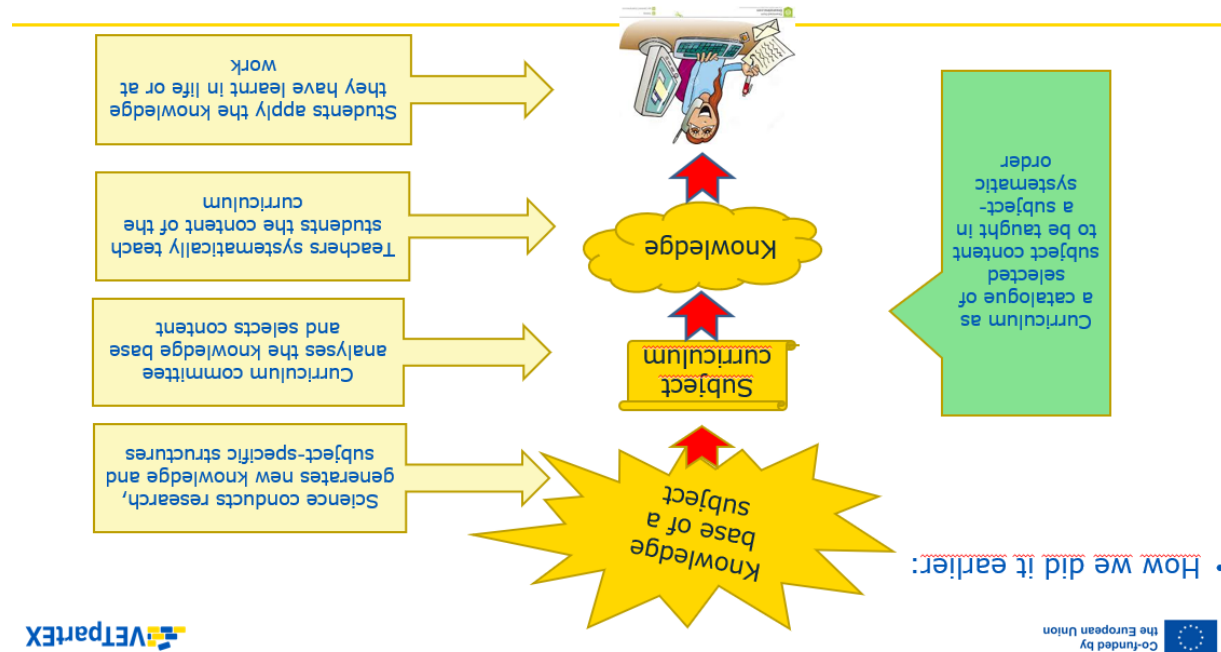 Co-funded by
the European Union
VETpartEX
• How we did it earlier:
Knowledge
base of a
subject
Science conducts research,
generates new knowledge and
subject-specific structures
Subject
curriculum
Curriculum committee
analyses the knowledge base
and selects content
Curriculum as
a catalogue of
selected
subject content
to be taught in
a subject-
systematic
order
Knowledge
Teachers systematically teach
students the content of the
curriculum
Students apply the knowledge
they have learnt in life or at
work